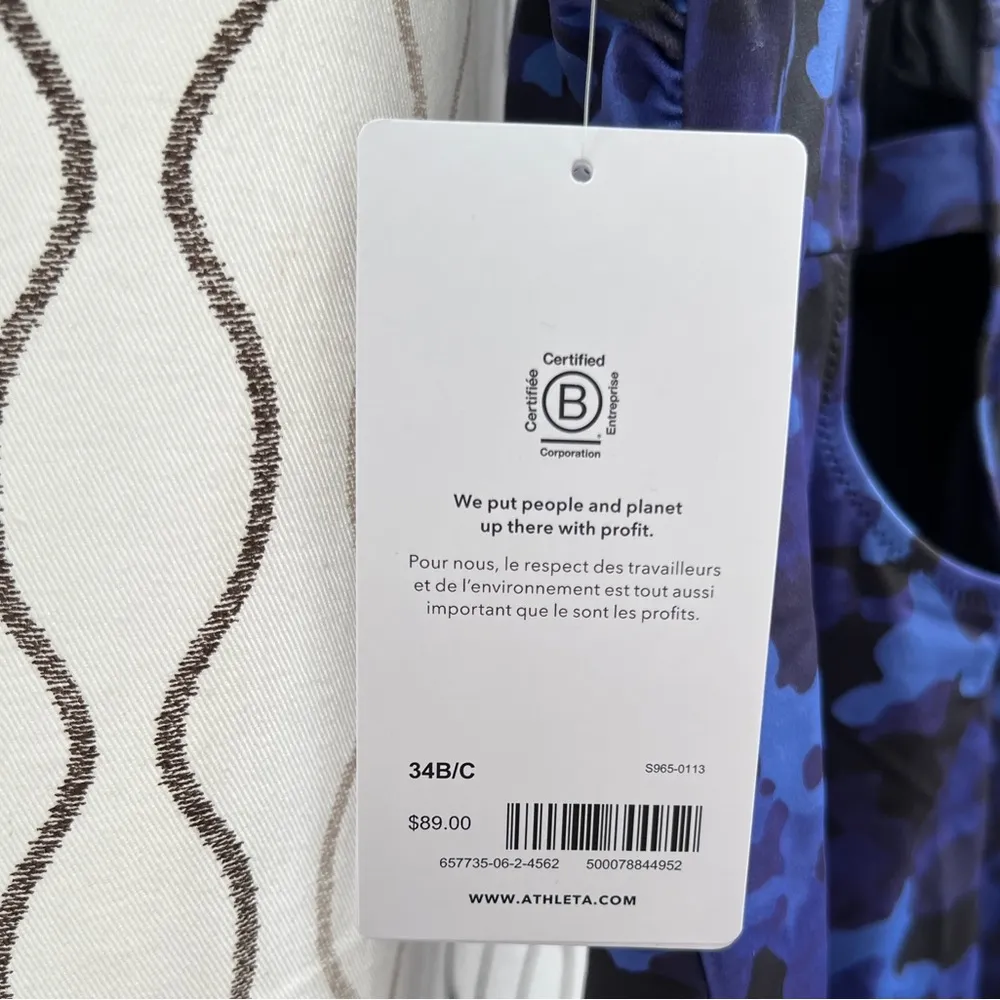 Certified
Certifiée
B
Entreprise
Corporation
We put people and planet
up there with profit.
Pour nous, le respect des travailleurs
et de l'environnement est tout aussi
important que le sont les profits.
34B/C
S965-0113
$89.00
657735-06-2-4562 500078844952
WWW.ATHLETA.COM